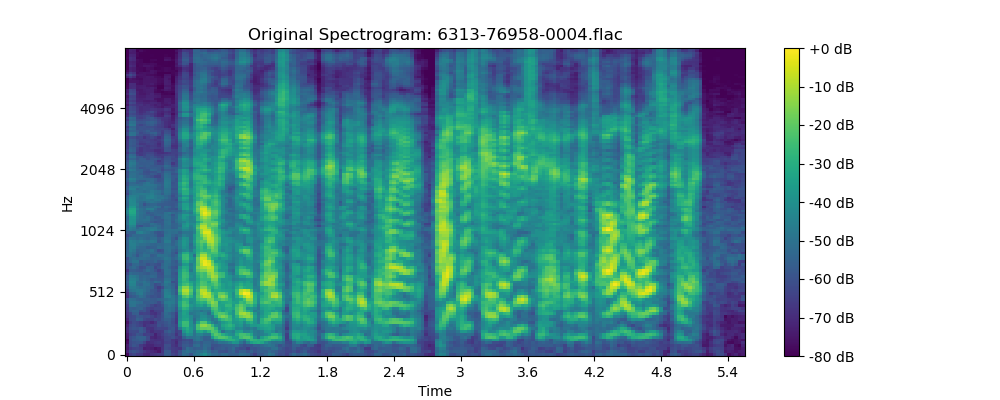 Original Spectrogram: 6313-76958-0004.flac
Hz
4096
2048
1024
512
0
0 0.6 1.2 1.8 2.4 3 3.6 4.2 4.8 5.4
Time
+0 dB
-10 dB
-20 dB
-30 dB
-40 dB
-50 dB
-60 dB
-70 dB
-80 dB